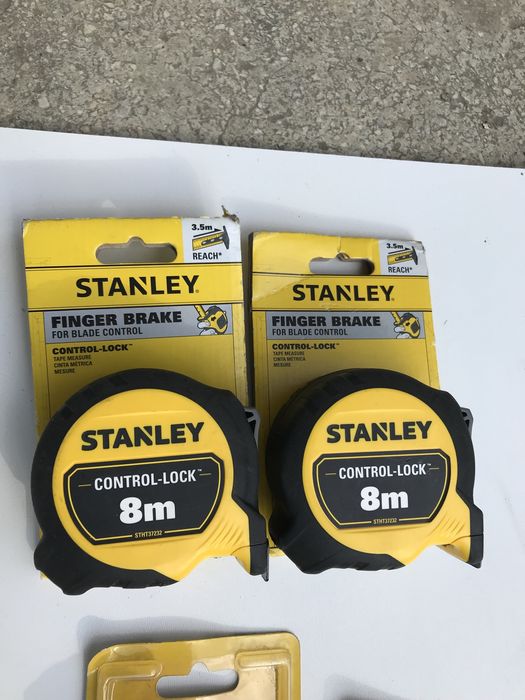 3.5m
REACH*
STANLEY
FINGER BRAKE
FOR BLADE CONTROL
CONTROL-LOCK™
TAPE MEASURE
CINTA MÉTRICA
MESURE
STANLEY
CONTROL-LOCK™
8m
STHT37232
3.5m
REACH*
STANLEY
FINGER BRAKE
FOR BLADE CONTROL
CONTROL-LOCK™
TAPE MEASURE
CINTA MÉTRICA
MESURE
STANLEY
CONTROL-LOCK™
8m
STHT37232